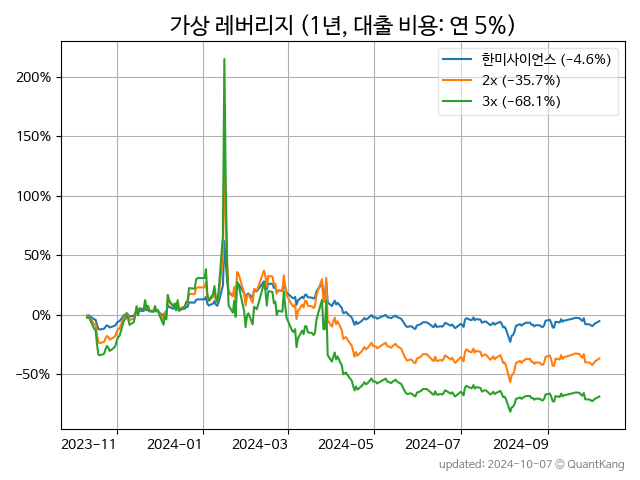 가상 레버리지 (1년, 대출 비용: 연 5%)
한미사이언스 (−4.6%)
2x (−35.7%)
3x (−68.1%)
200%
150%
100%
50%
0%
−50%
2023-11
2024-01
2024-03
2024-05
2024-07
2024-09
updated: 2024-10-07 © QuantKang